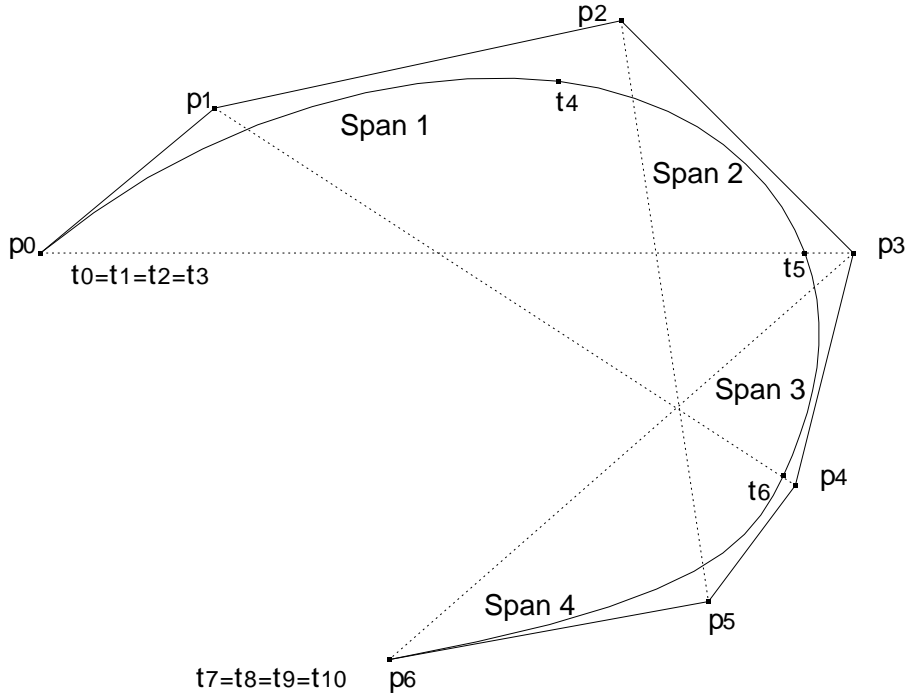 p2
p1
t4
Span 1
Span 2
p0
p3
t0=t1=t2=t3
t5
Span 3
t6
p4
Span 4
p5
t7=t8=t9=t10
p6